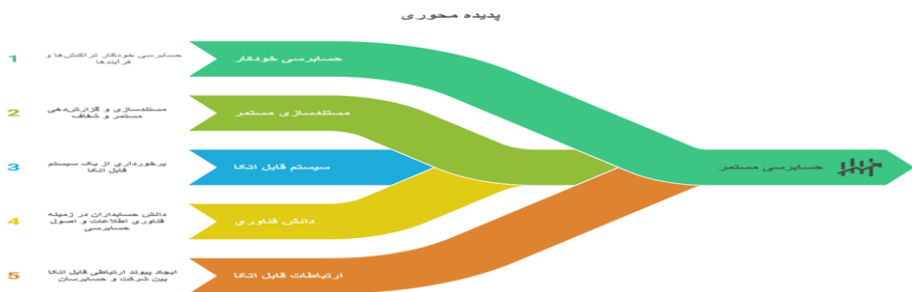 پدیده محوری
1
حسابرسی خودکار تراکنش‌ها و
فرآیندها
حسابرسی خودکار
2
مستندسازی و گزارش‌دهی
مستمر و شفاف
مستندسازی مستمر
3
برخورداری از یک سیستم
قابل اتکا
سیستم قابل اتکا
4
دانش حسابداران در زمینه
فناوری اطلاعات و اصول
حسابرسی
دانش فناوری
5
ایجاد پیوند ارتباطی قابل اتکا
بین شرکت و حسابرسان
ارتباطات قابل اتکا
حسابرسی مستمر